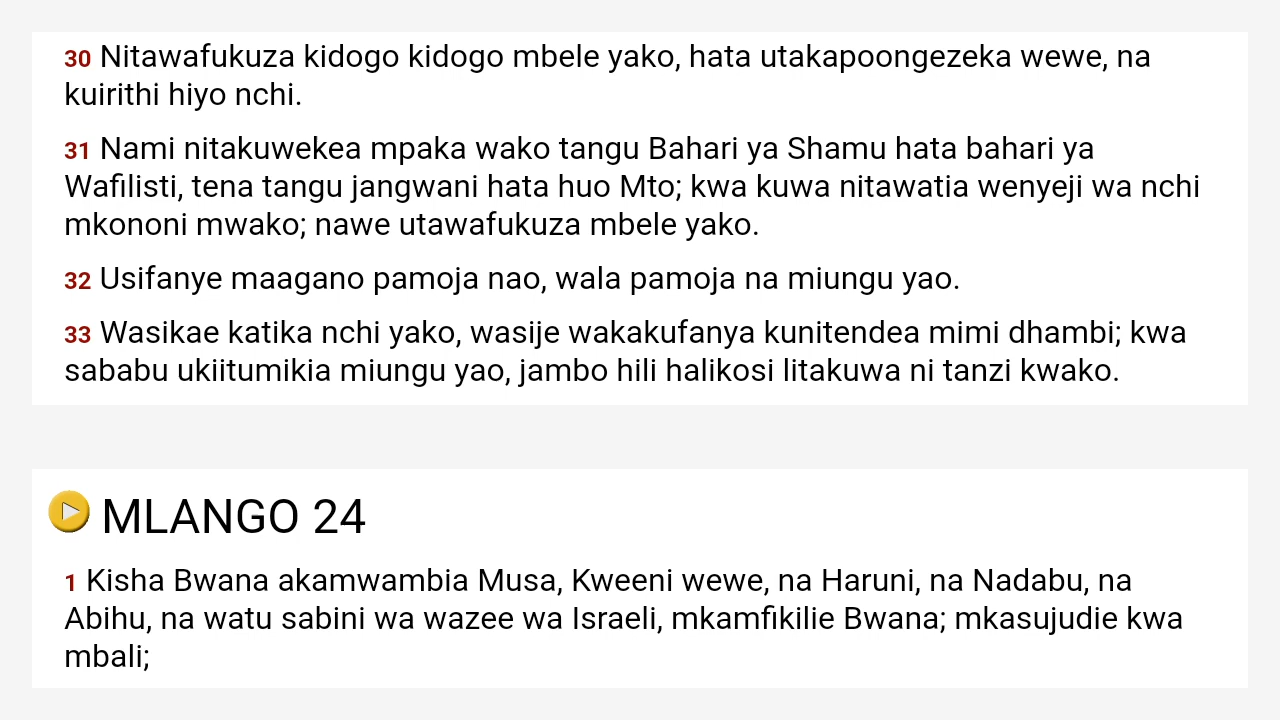 30 Nitawafukuza kidogo kidogo mbele yako, hata utakapoongezeka wewe, na
kuirithi hiyo nchi.
31 Nami nitakuwekea mpaka wako tangu Bahari ya Shamu hata bahari ya
Wafilisti, tena tangu jangwani hata huo Mto; kwa kuwa nitawatia wenyeji wa nchi
mkononi mwako; nawe utawafukuza mbele yako.
32 Usifanye maagano pamoja nao, wala pamoja na miungu yao.
33 Wasikae katika nchi yako, wasije wakakufanya kunitendea mimi dhambi; kwa
sababu ukiitumikia miungu yao, jambo hili halikosi litakuwa ni tanzi kwako.
MLANGO 24
1 Kisha Bwana akamwambia Musa, Kweeni wewe, na Haruni, na Nadabu, na
Abihu, na watu sabini wa wazee wa Israeli, mkamfikilie Bwana; mkasujudie kwa
mbali;